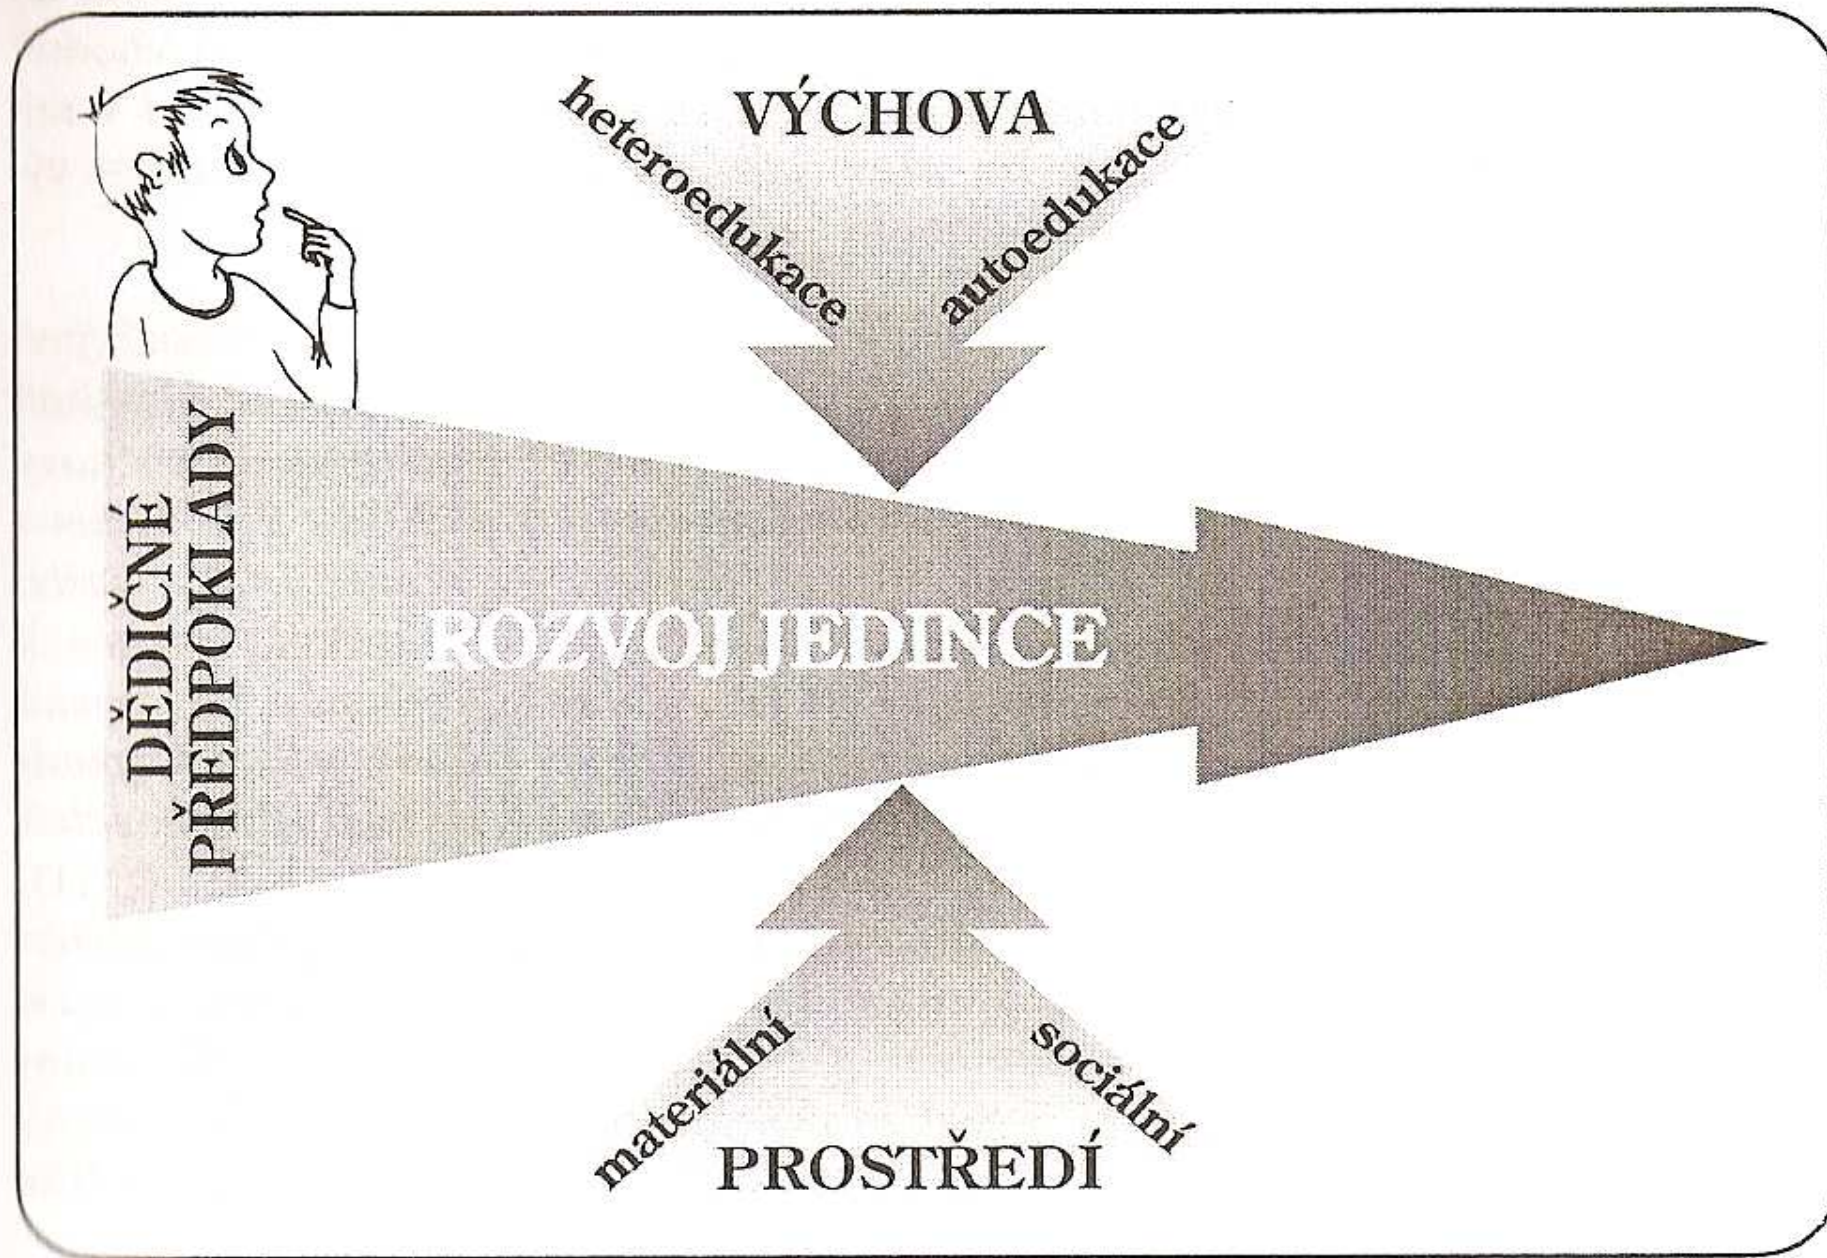 VÝCHOVA
heteroedukace
autoedukace
DĚDIČNÉ
PŘEDPOKLADY
ROZVOJ JEDINCE
materiální
sociální
PROSTŘEDÍ